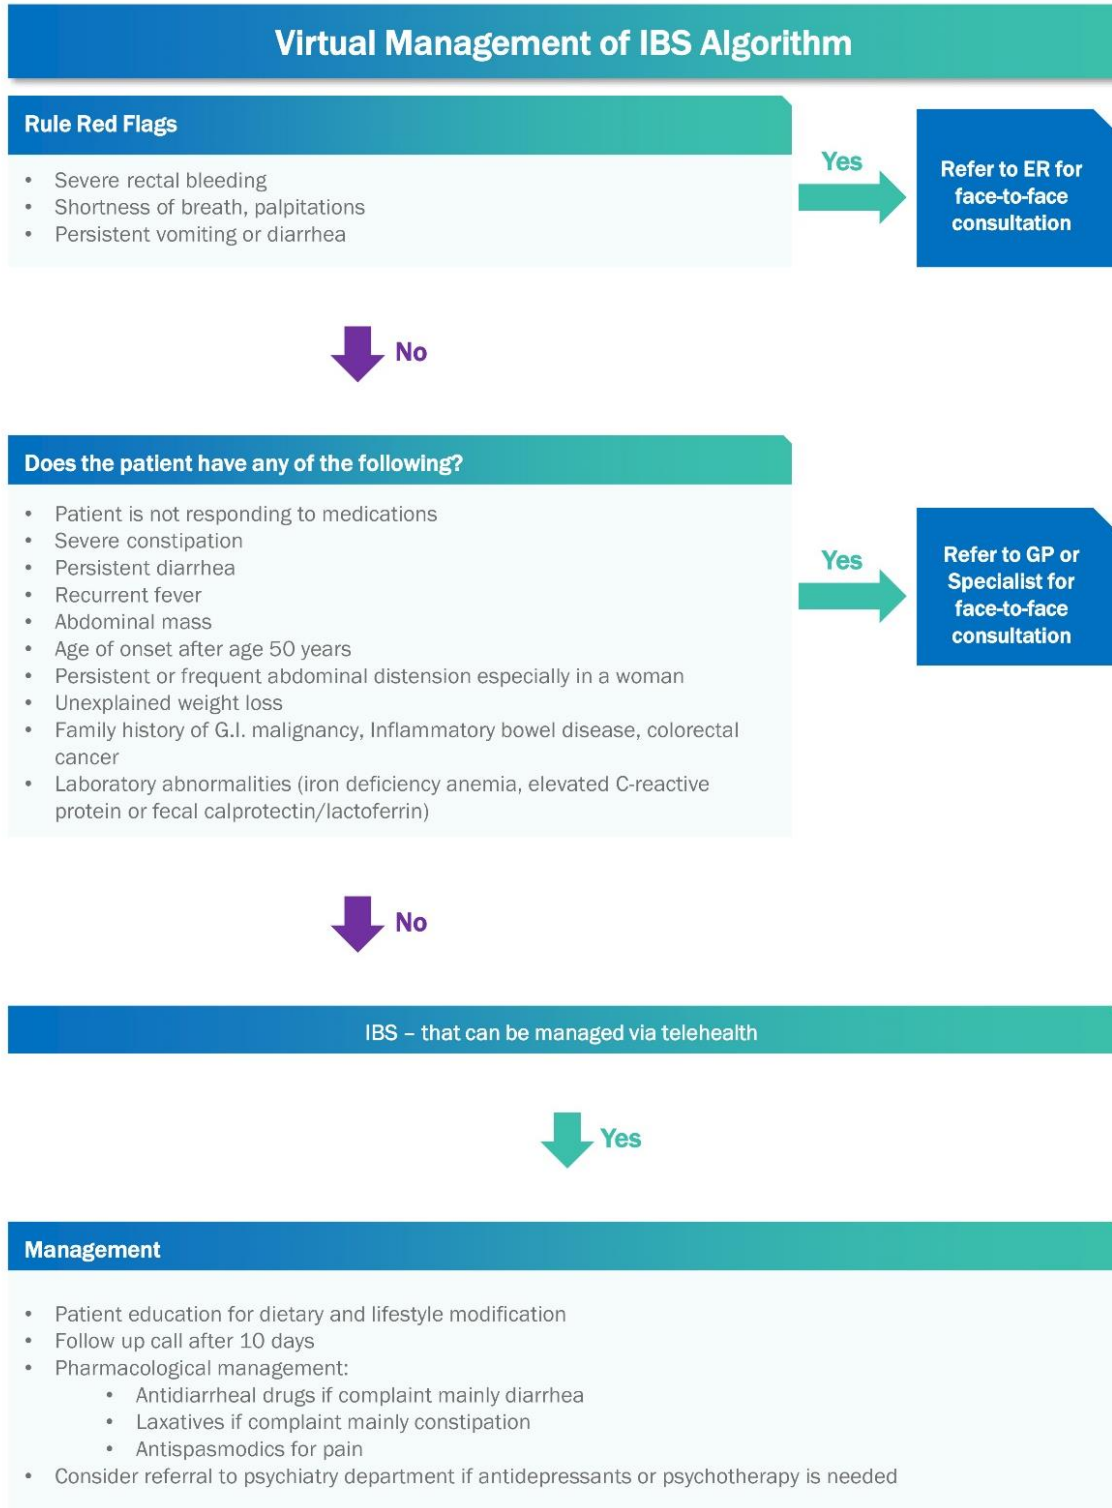 Virtual Management of IBS Algorithm
Rule Red Flags
• Severe rectal bleeding
• Shortness of breath, palpitations
• Persistent vomiting or diarrhea
Yes
Refer to ER for
face-to-face
consultation
No
Does the patient have any of the following?
• Patient is not responding to medications
• Severe constipation
• Persistent diarrhea
• Recurrent fever
• Abdominal mass
• Age of onset after age 50 years
• Persistent or frequent abdominal distension especially in a woman
• Unexplained weight loss
• Family history of G.I. malignancy, Inflammatory bowel disease, colorectal
cancer
• Laboratory abnormalities (iron deficiency anemia, elevated C-reactive
protein or fecal calprotectin/lactoferrin)
Yes
Refer to GP or
Specialist for
face-to-face
consultation
No
IBS – that can be managed via telehealth
Yes
Management
• Patient education for dietary and lifestyle modification
• Follow up call after 10 days
• Pharmacological management:
• Antidiarrheal drugs if complaint mainly diarrhea
• Laxatives if complaint mainly constipation
• Antispasmodics for pain
• Consider referral to psychiatry department if antidepressants or psychotherapy is needed